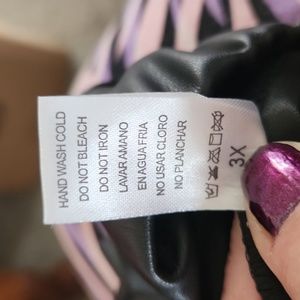 HAND WASH COLD
DO NOT BLEACH
DO NOT IRON
LAVAR AMANO
EN AGUA FRIA
NO USAR CLORO
NO PLANCHAR
3X